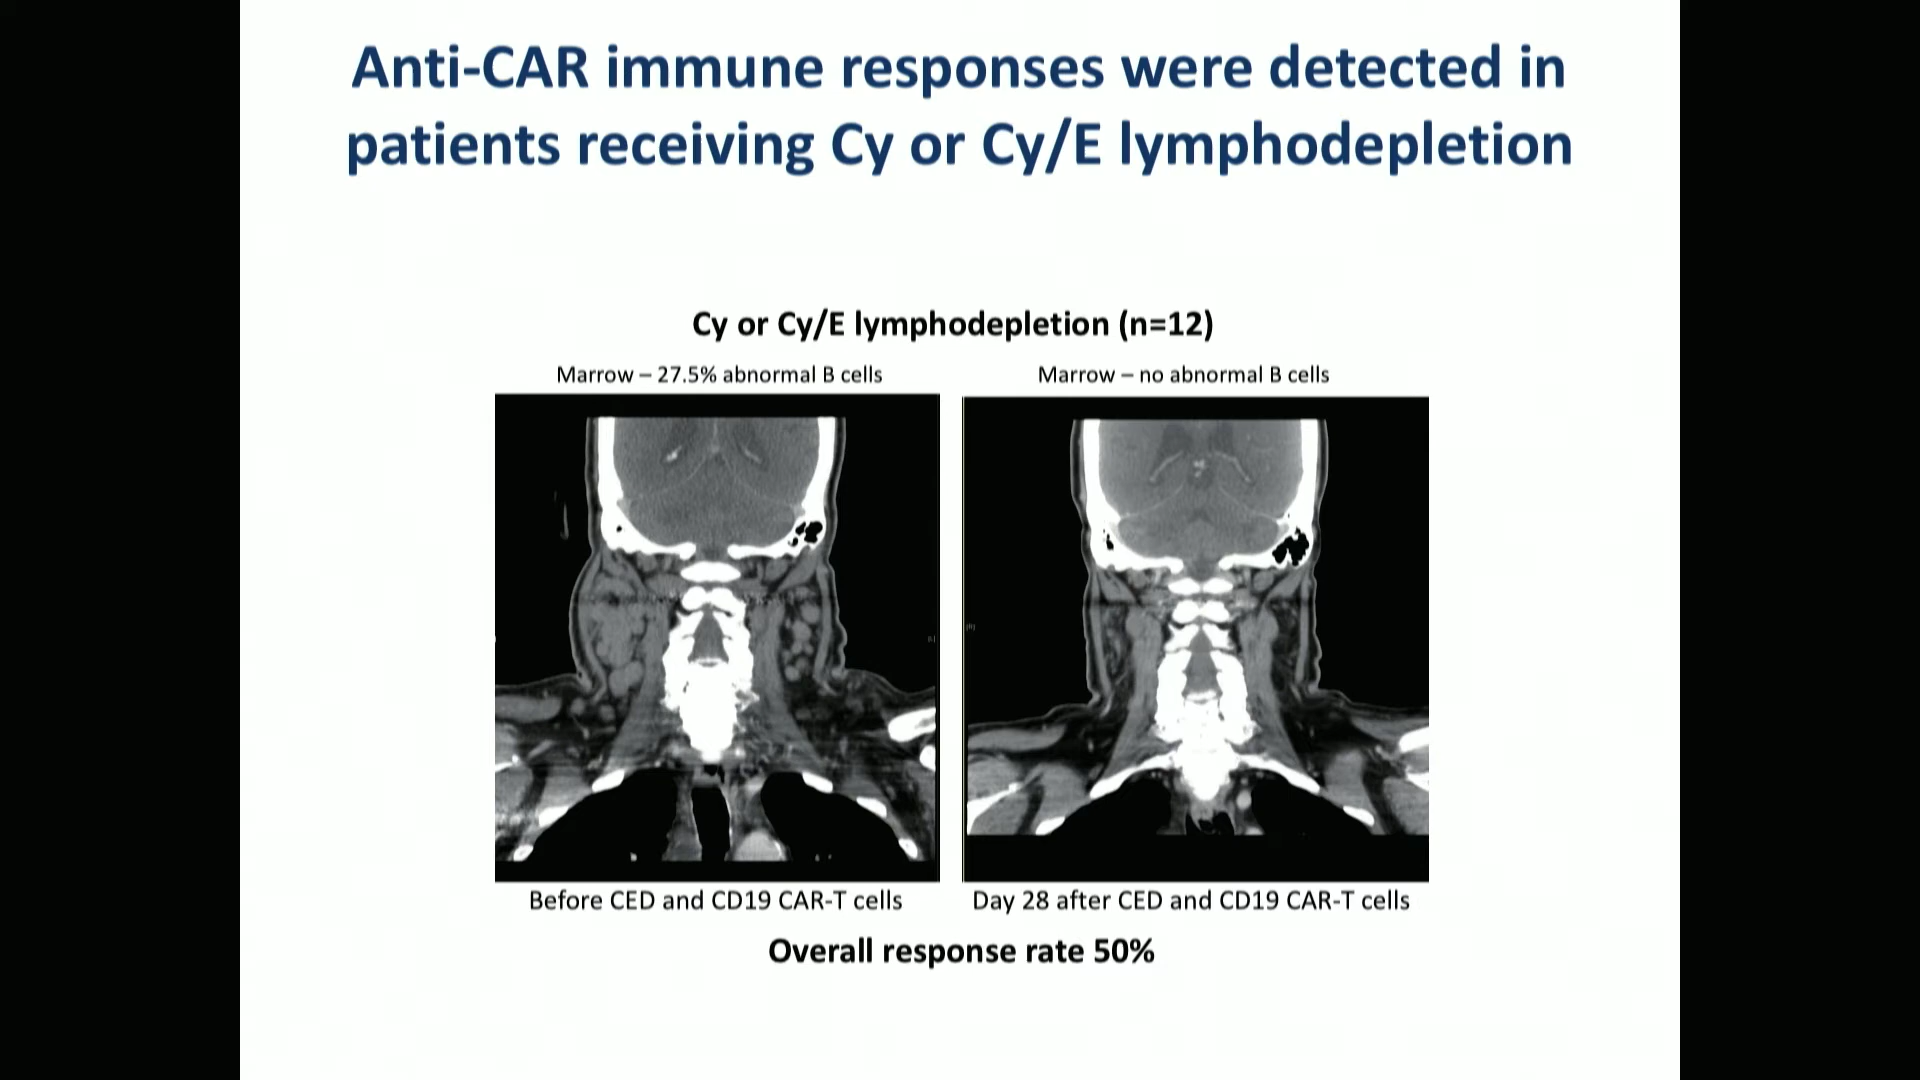 Anti-CAR immune responses were detected in
patients receiving Cy or Cy/E lymphodepletion
Cy or Cy/E lymphodepletion (n=12)
Marrow – 27.5% abnormal B cells
Marrow – no abnormal B cells
Before CED and CD19 CAR-T cells
Day 28 after CED and CD19 CAR-T cells
Overall response rate 50%